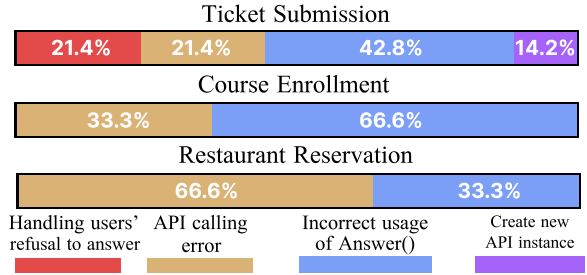 Ticket Submission
21.4% 21.4% 42.8% 14.2%
Course Enrollment
33.3% 66.6%
Restaurant Reservation
66.6% 33.3%
Handling users’
refusal to answer
API calling
error
Incorrect usage
of Answer()
Create new
API instance